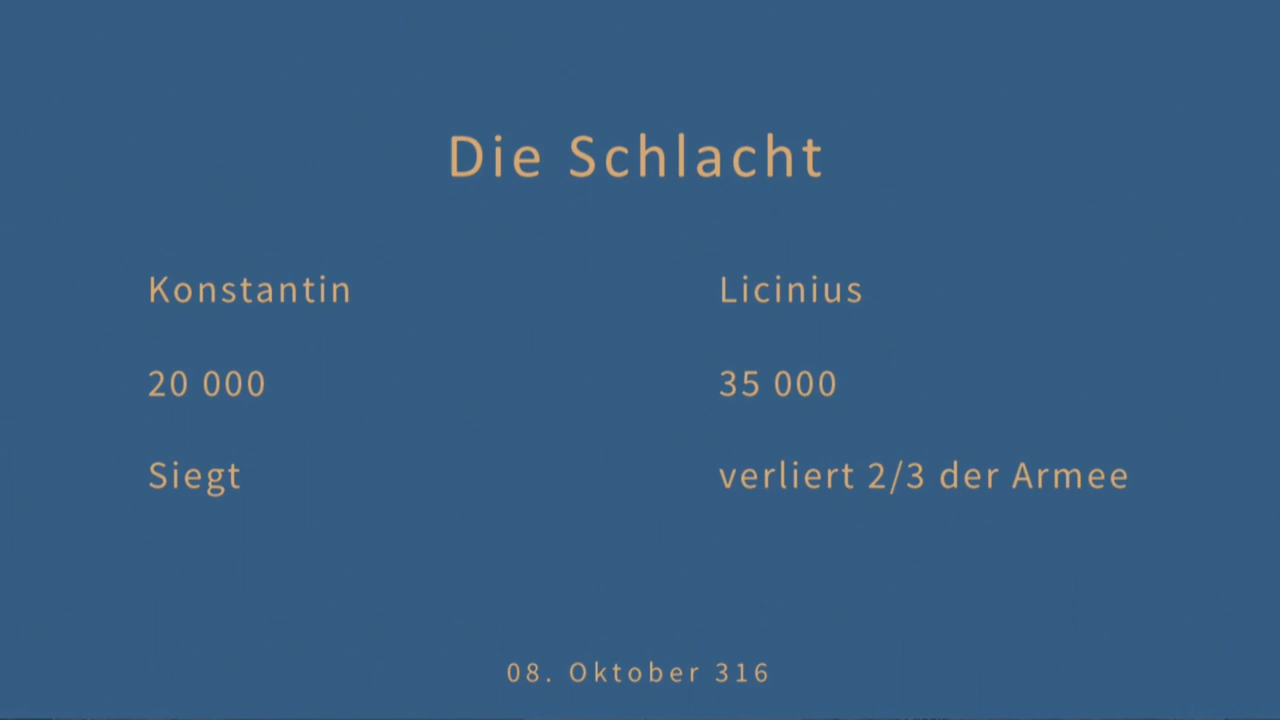 Die Schlacht
Konstantin
Licinius
20 000
35 000
Siegt
verliert 2/3 der Armee
08. Oktober 316